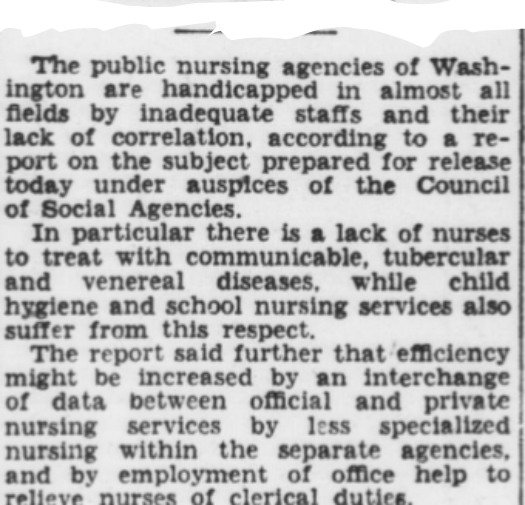 The public nursing agencies of Wash-
ington are handicapped in almost all
fields by inadequate staffs and their
lack of correlation, according to a re-
port on the subject prepared for release
today under auspices of the Council
of Social Agencies.
In particular there is a lack of nurses
to treat with communicable, tubercular
and venereal diseases, while child
hygiene and school nursing services also
suffer from this respect.
The report said further that efficiency
might be increased by an interchange
of data between official and private
nursing services by less specialized
nursing within the separate agencies,
and by employment of office help to
relieve nurses of clerical duties.